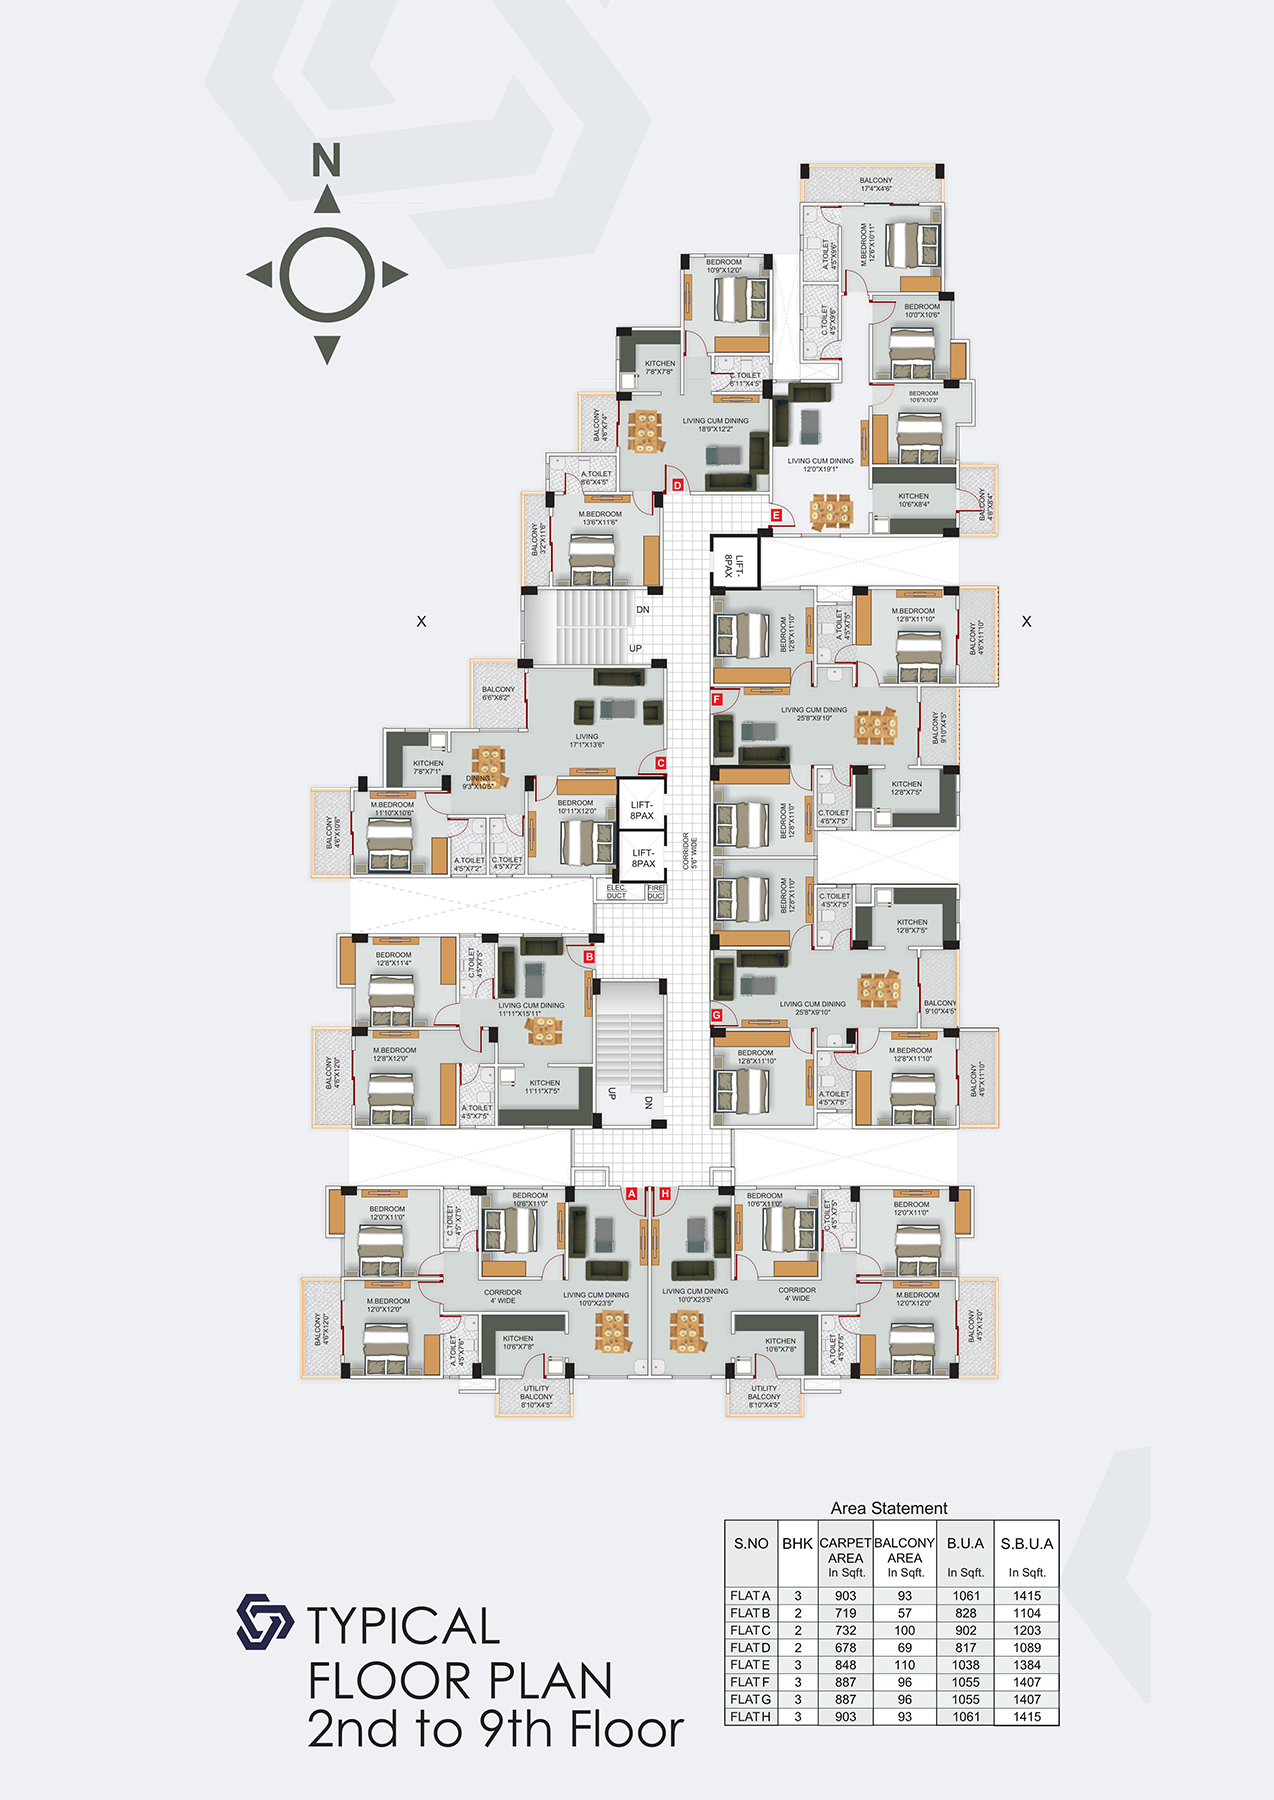 N
BALCONY
17'4"X4'6"
A.TOILET
4'5"X9'6"
M.BEDROOM
12'6"X10'11"
C.TOILET
4'5"X9'6"
BEDROOM
10'0"X10'6"
BEDROOM
10'6"X10'3"
LIVING CUM DINING
12'0"X19'1"
KITCHEN
10'6"X8'4"
BALCONY
4'6"X8'4"
E
BEDROOM
10'9"X12'0"
KITCHEN
7'8"X7'8"
C.TOILET
6'11"X4'5"
BALCONY
4'6"X7'4"
LIVING CUM DINING
18'9"X12'2"
A.TOILET
8'6"X4'5"
D
M.BEDROOM
13'6"X11'6"
BALCONY
3'2"X11'6"
LIFT-
8PAX
DN
UP
X
X
BEDROOM
12'8"X11'10"
A.TOILET
4'5"X7'5"
M.BEDROOM
12'8"X11'10"
BALCONY
4'6"X11'10"
F
LIVING CUM DINING
25'8"X9'10"
BALCONY
9'10"X4'5"
BEDROOM
12'8"X11'0"
C.TOILET
4'5"X7'5"
KITCHEN
12'8"X7'5"
BALCONY
6'6"X8'2"
LIVING
17'1"X13'6"
C
KITCHEN
7'8"X7'1"
DINING
9'3"X10'5"
M.BEDROOM
11'10"X10'6"
BALCONY
4'6"X10'6"
A.TOILET
4'5"X7'2"
C.TOILET
4'5"X7'2"
BEDROOM
10'11"X12'0"
LIFT-
8PAX
LIFT-
8PAX
CORRIDOR
5'6" WIDE
ELEC.
DUCT
FIRE
DUC
BEDROOM
12'8"X11'0"
C.TOILET
4'5"X7'5"
KITCHEN
12'8"X7'5"
LIVING CUM DINING
25'8"X9'10"
BALCONY
9'10"X4'5"
G
BEDROOM
12'8"X11'10"
A.TOILET
4'5"X7'5"
M.BEDROOM
12'8"X11'10"
BALCONY
4'6"X11'10"
BEDROOM
12'8"X11'4"
C.TOILET
4'5"X7'5"
B
LIVING CUM DINING
11'11"X15'11"
M.BEDROOM
12'8"X12'0"
BALCONY
4'6"X12'0"
A.TOILET
4'5"X7'5"
KITCHEN
11'11"X7'5"
UP
DN
A
H
BEDROOM
12'0"X11'0"
C.TOILET
4'5" X7'5"
BEDROOM
10'6"X11'0"
CORRIDOR
4' WIDE
LIVING CUM DINING
10'0"X23'5"
M.BEDROOM
12'0"X12'0"
BALCONY
4'6"X12'0"
A.TOILET
4'5"X7'6"
KITCHEN
10'6"X7'8"
UTILITY
BALCONY
8'10"X4'5"
BEDROOM
10'6"X11'0"
C.TOILET
4'5"X7'5"
BEDROOM
12'0"X11'0"
LIVING CUM DINING
10'0"X23'5"
CORRIDOR
4' WIDE
M.BEDROOM
12'0"X12'0"
BALCONY
4'5"X12'0"
KITCHEN
10'6"X7'8"
A.TOILET
4'5"X7'6"
UTILITY
BALCONY
8'10"X4'5"
Area Statement
S.NO BHK CARPET AREA In Sqft. BALCONY AREA In Sqft. B.U.A In Sqft. S.B.U.A In Sqft.
FLAT A 3 903 93 1061 1415
FLAT B 2 719 57 828 1104
FLAT C 2 732 100 902 1203
FLAT D 2 678 69 817 1089
FLAT E 3 848 110 1038 1384
FLAT F 3 887 96 1055 1407
FLAT G 3 887 96 1055 1407
FLAT H 3 903 93 1061 1415
TYPICAL
FLOOR PLAN
2nd to 9th Floor